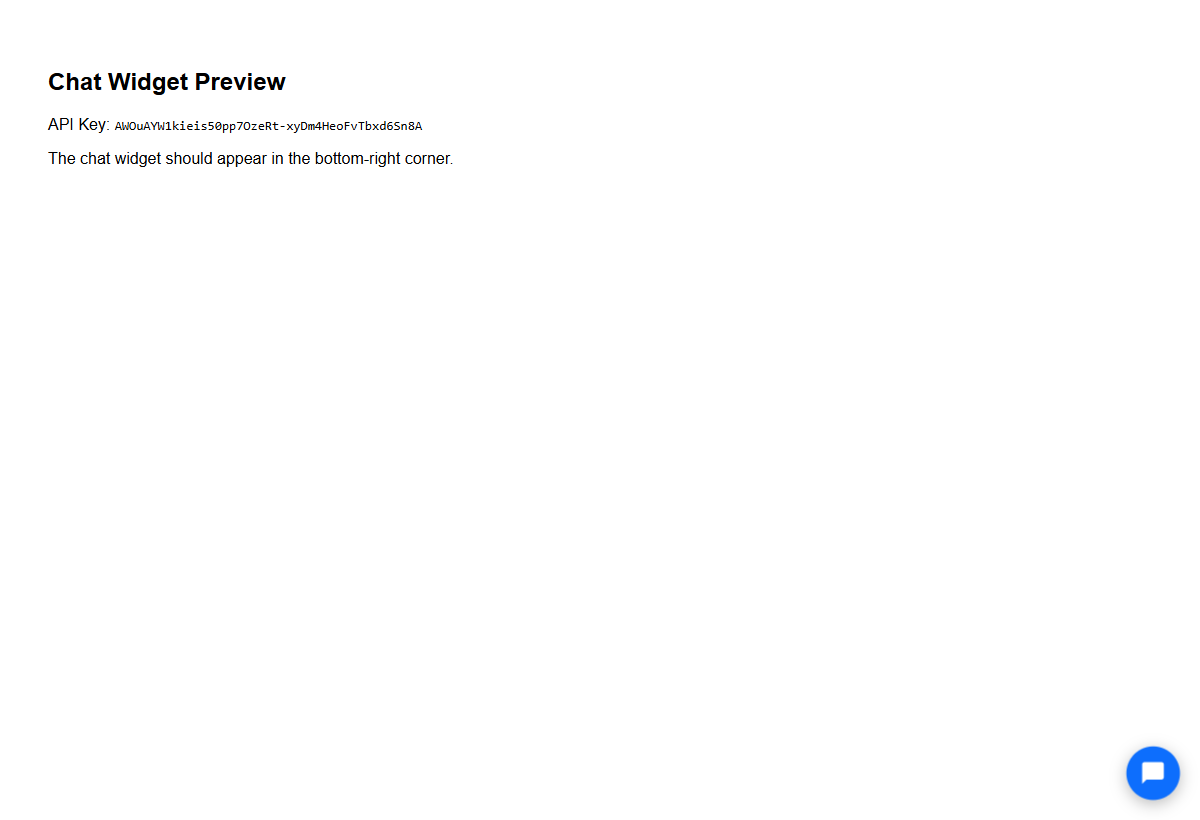 Chat Widget Preview
API Key: AWOuAYW1kieis50pp7OzeRt-xyDm4HeoFvTbxd6Sn8A
The chat widget should appear in the bottom-right corner.